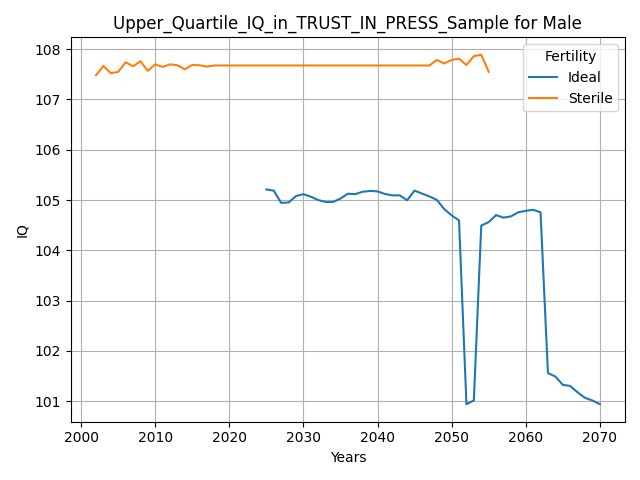 Upper_Quartile_IQ_in_TRUST_IN_PRESS_Sample for Male
108
107
106
105
104
103
102
101
IQ
2000 2010 2020 2030 2040 2050 2060 2070
Years
Fertility
Ideal
Sterile